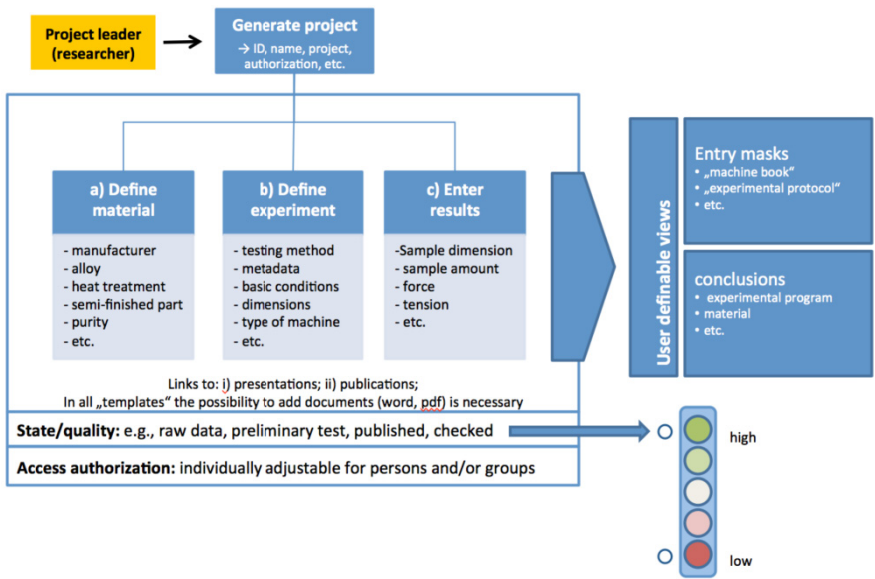 Project leader
(researcher)
Generate project
→ ID, name, project,
authorization, etc.
a) Define
material
- manufacturer
- alloy
- heat treatment
- semi-finished part
- purity
- etc.
b) Define
experiment
- testing method
- metadata
- basic conditions
- dimensions
- type of machine
- etc.
c) Enter
results
-Sample dimension
- sample amount
- force
- tension
- etc.
Links to: i) presentations; ii) publications;
In all „templates“ the possibility to add documents (word, pdf) is necessary
State/quality: e.g., raw data, preliminary test, published, checked
Access authorization: individually adjustable for persons and/or groups
User definable views
Entry masks
• „machine book“
• „experimental protocol“
• etc.
conclusions
• experimental program
• material
• etc.
high
low